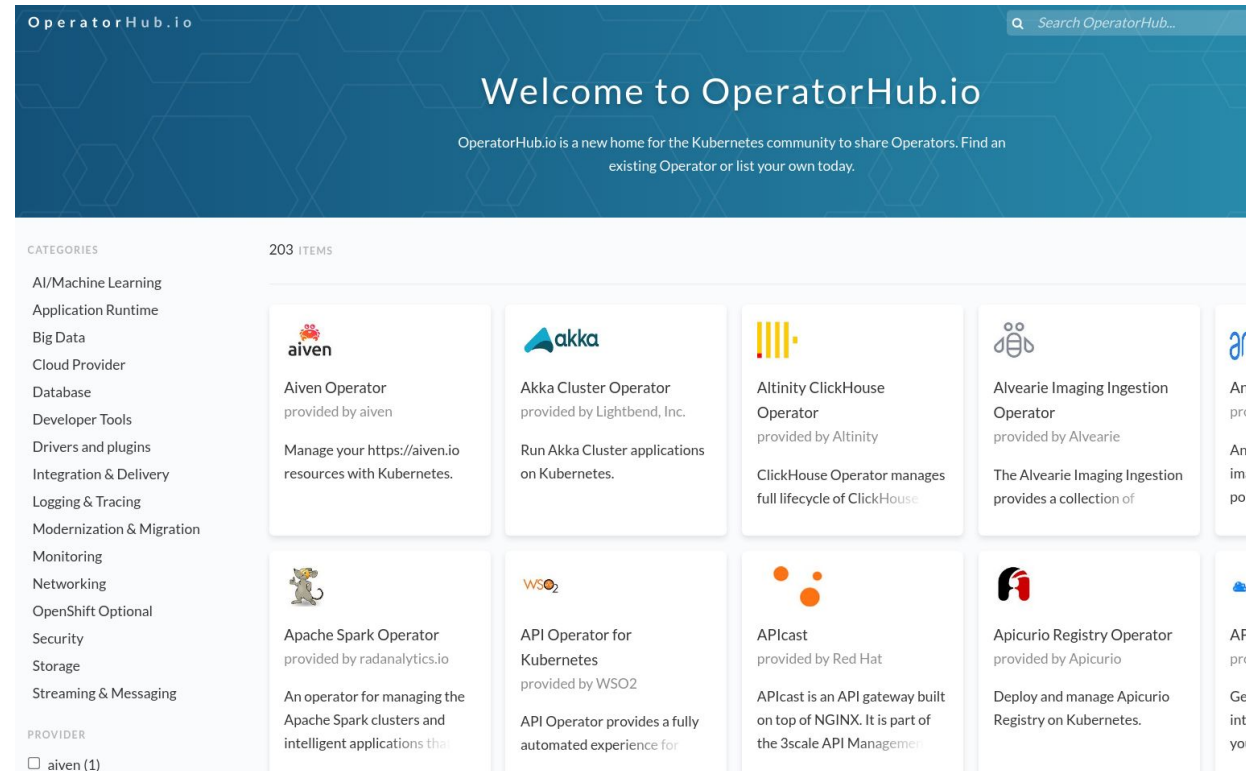 OperatorHub.io
Search OperatorHub...
Welcome to OperatorHub.io
OperatorHub.io is a new home for the Kubernetes community to share Operators. Find an
existing Operator or list your own today.
CATEGORIES
AI/Machine Learning
Application Runtime
Big Data
Cloud Provider
Database
Developer Tools
Drivers and plugins
Integration & Delivery
Logging & Tracing
Modernization & Migration
Monitoring
Networking
OpenShift Optional
Security
Storage
Streaming & Messaging
PROVIDER
aiven (1)
203 ITEMS
aiven
Aiven Operator
provided by aiven
Manage your https://aiven.io
resources with Kubernetes.
akka
Akka Cluster Operator
provided by Lightbend, Inc.
Run Akka Cluster applications
on Kubernetes.
Altinity ClickHouse
Operator
provided by Altinity
ClickHouse Operator manages
full lifecycle of ClickHouse
Alvearie Imaging Ingestion
Operator
provided by Alvearie
The Alvearie Imaging Ingestion
provides a collection of
Apache Spark Operator
provided by radanalytics.io
An operator for managing the
Apache Spark clusters and
intelligent applications that
WSO2
API Operator for
Kubernetes
provided by WSO2
API Operator provides a fully
automated experience for
APIcast
provided by Red Hat
APIcast is an API gateway built
on top of NGINX. It is part of
the 3scale API Managemen
Apicurio Registry Operator
provided by Apicurio
Deploy and manage Apicurio
Registry on Kubernetes.